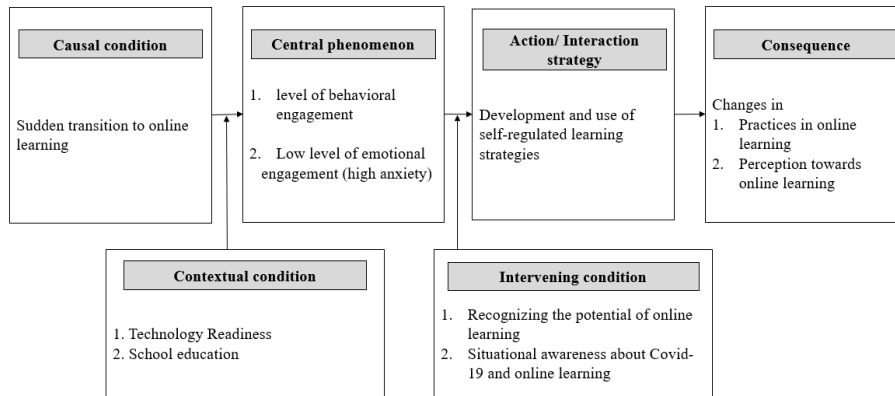 Causal condition
Sudden transition to online
learning
Central phenomenon
1. level of behavioral
engagement
2. Low level of emotional
engagement (high anxiety)
Action/ Interaction
strategy
Development and use of
self-regulated learning
strategies
Consequence
Changes in
1. Practices in online
learning
2. Perception towards
online learning
Contextual condition
1. Technology Readiness
2. School education
Intervening condition
1. Recognizing the potential of online
learning
2. Situational awareness about Covid-
19 and online learning